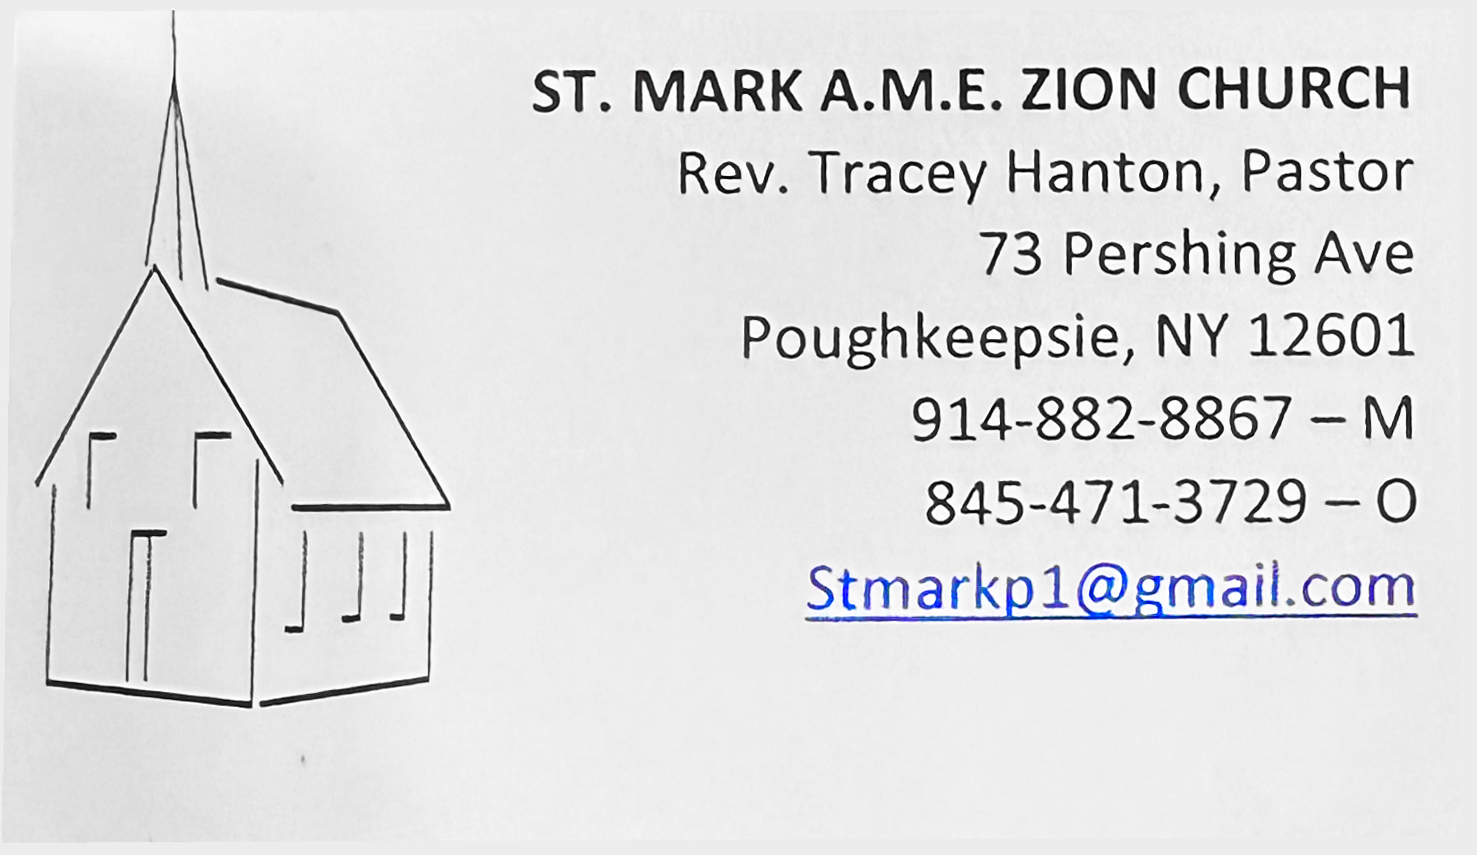 ST. MARK A.M.E. ZION CHURCH
Rev. Tracey Hanton, Pastor
73 Pershing Ave
Poughkeepsie, NY 12601
914-882-8867 – M
845-471-3729 – O
Stmarkp1@gmail.com